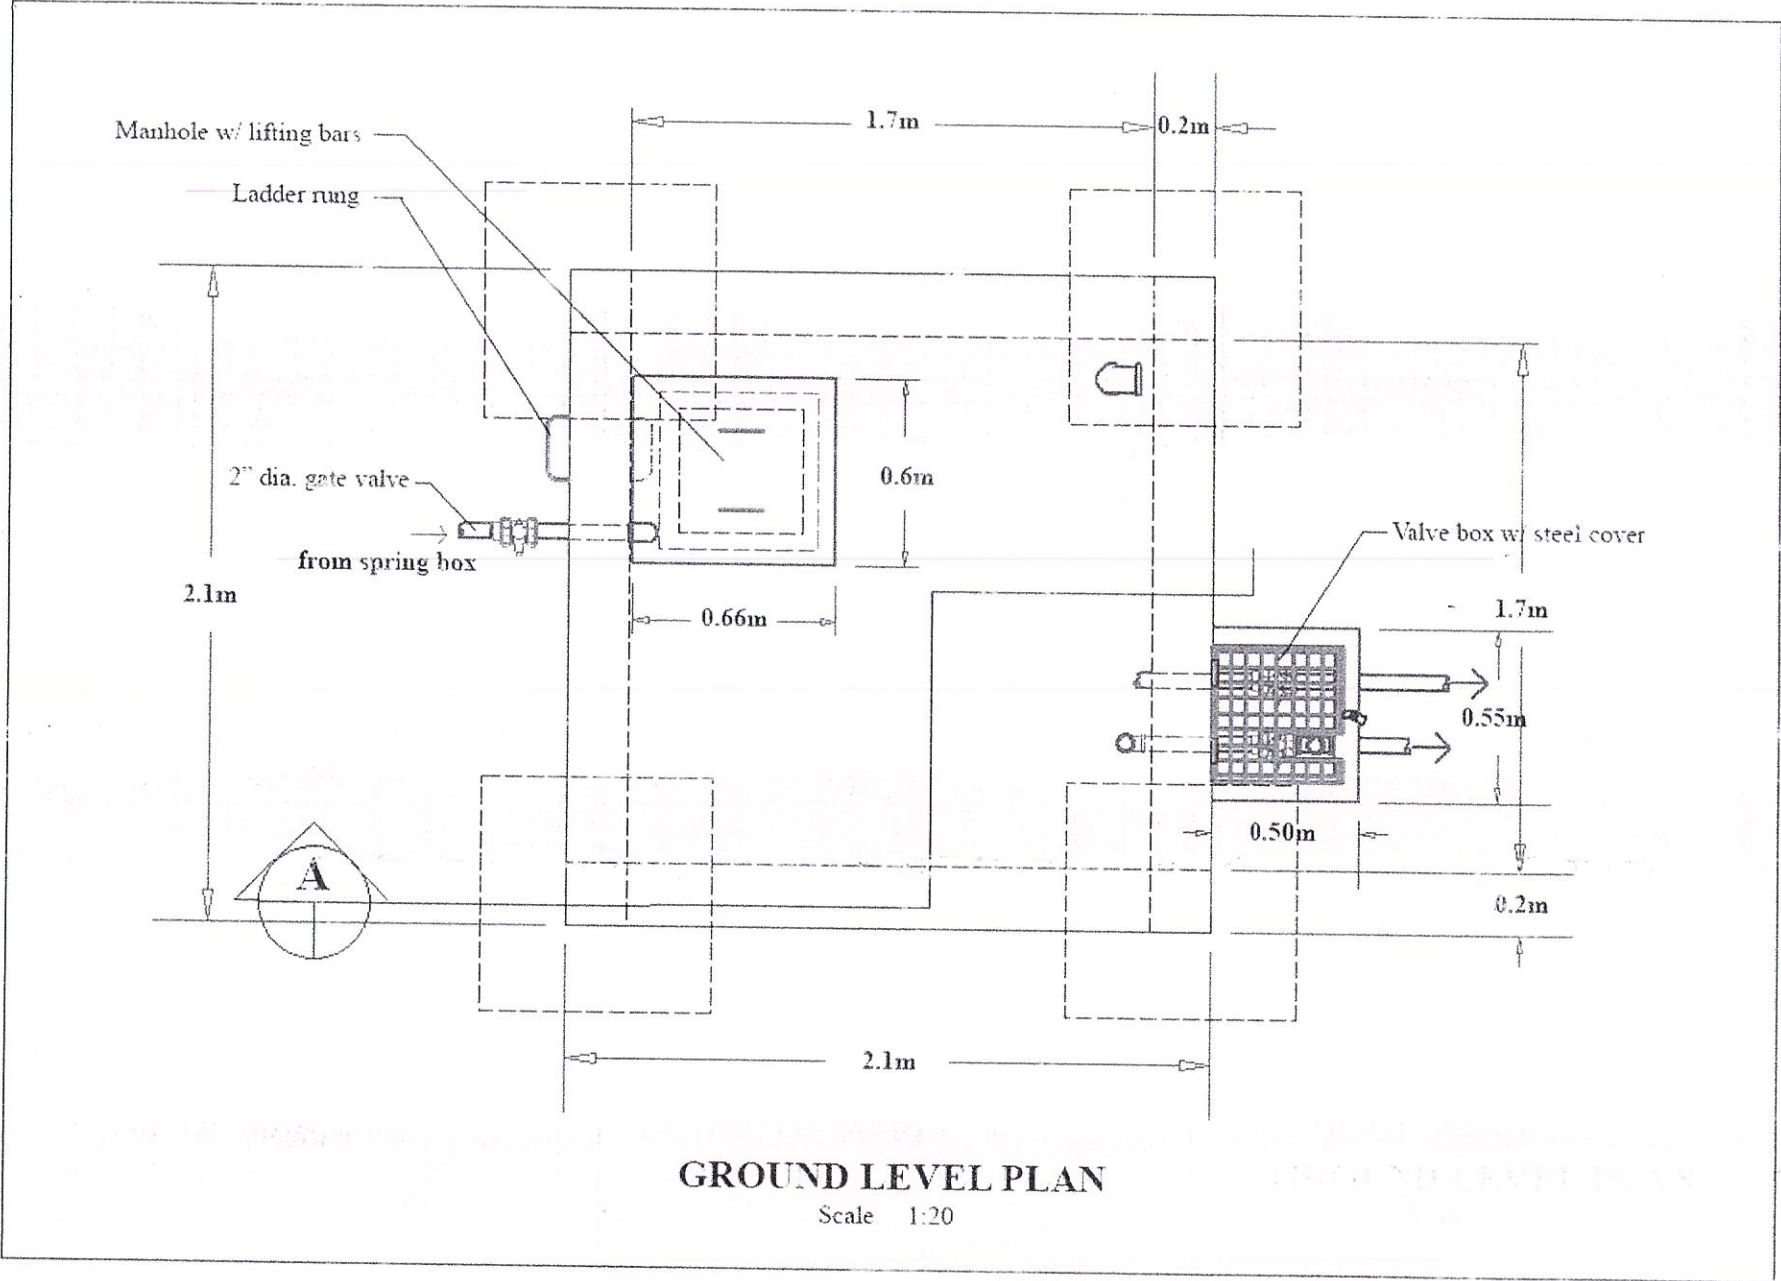 1.7m
0.2m
Manhole w/ lifting bars
Ladder rung
2" dia. gate valve
0.6m
from spring box
Valve box w/ steel cover
2.1m
0.66m
1.7m
0.55m
0.50m
A
0.2m
2.1m
GROUND LEVEL PLAN
Scale 1:20